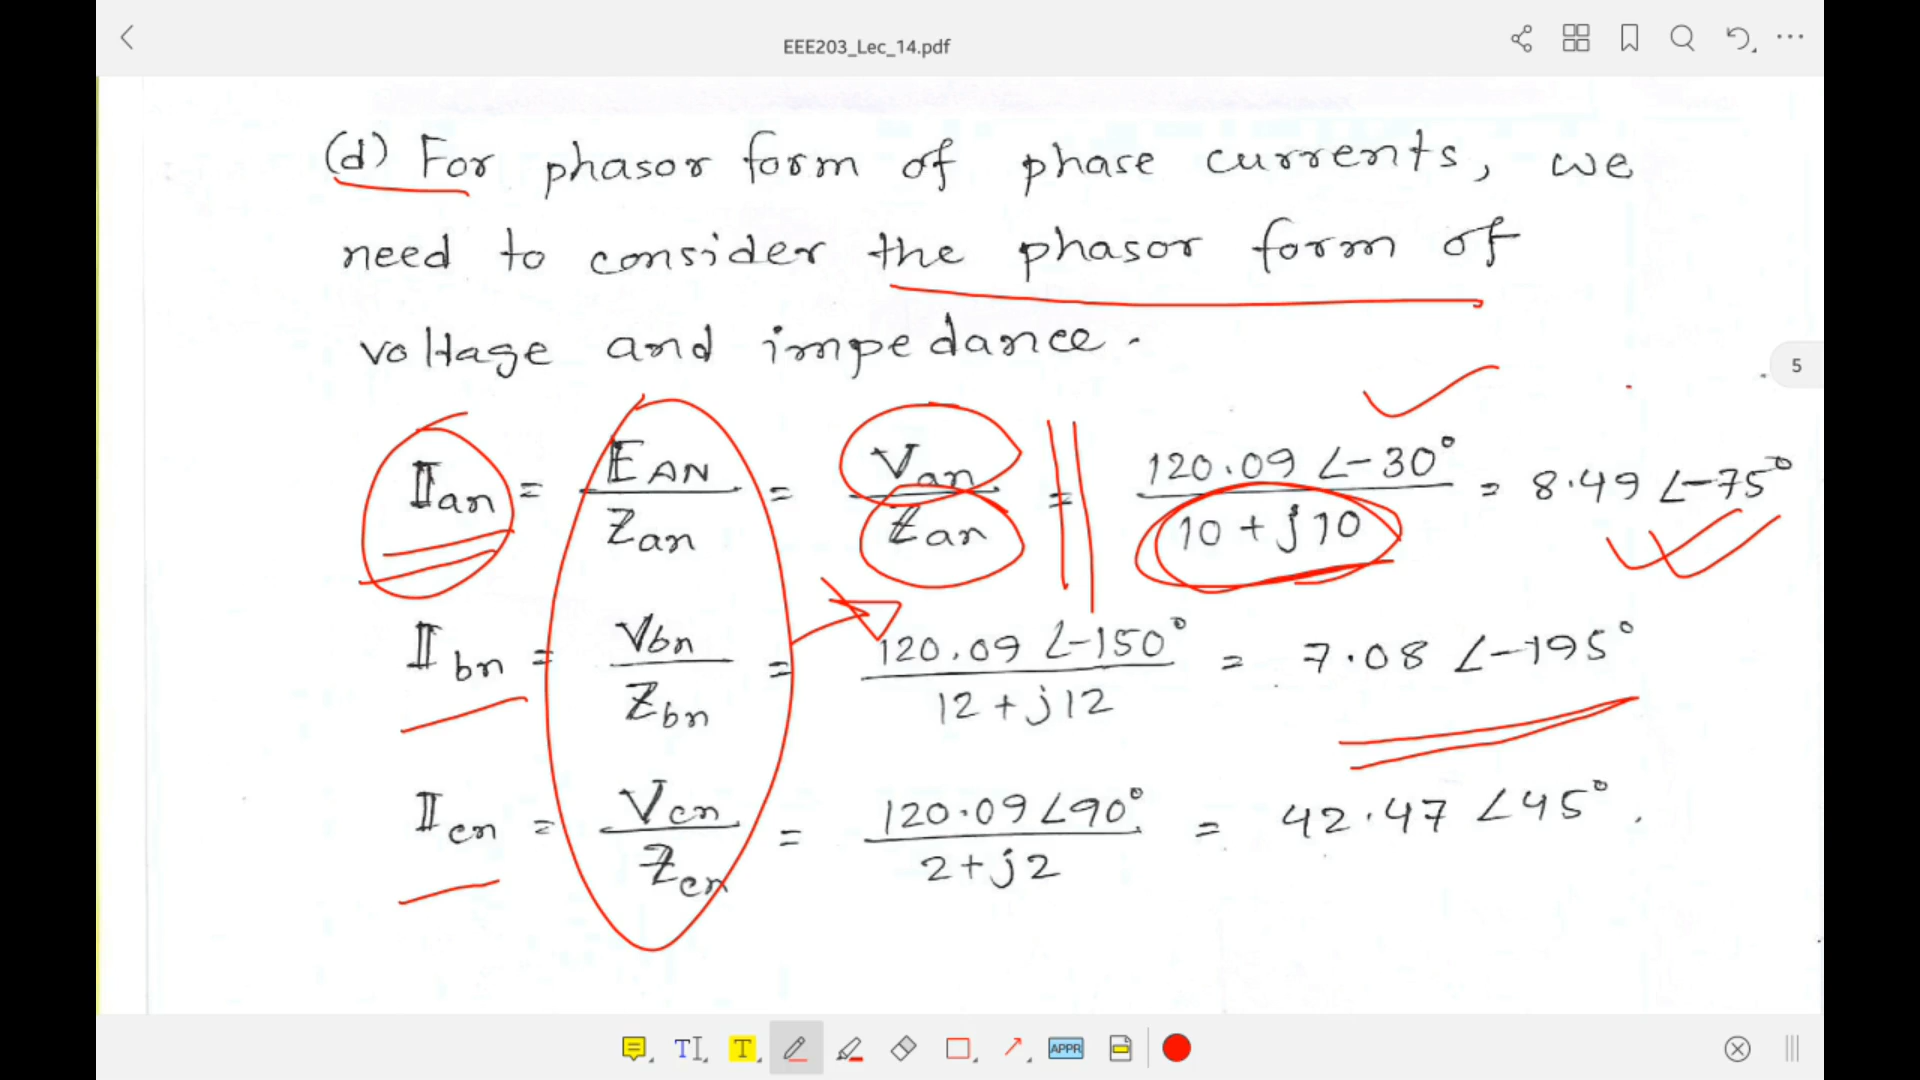 EEE203_Lec_14.pdf
(d) For phasor form of phase currents, we
need to consider the phasor form of
voltage and impedance.
5
Ian = EAN / Zan = Van / Zan = 120.09 ∠-30° / 10 + j10 = 8.49 ∠-75°
Ibn = Vbn / Zbn = 120.09 ∠-150° / 12 + j12 = 7.08 ∠-195°
Icn = Vcn / Zcn = 120.09 ∠90° / 2 + j2 = 42.47 ∠45°.
TI T APPR